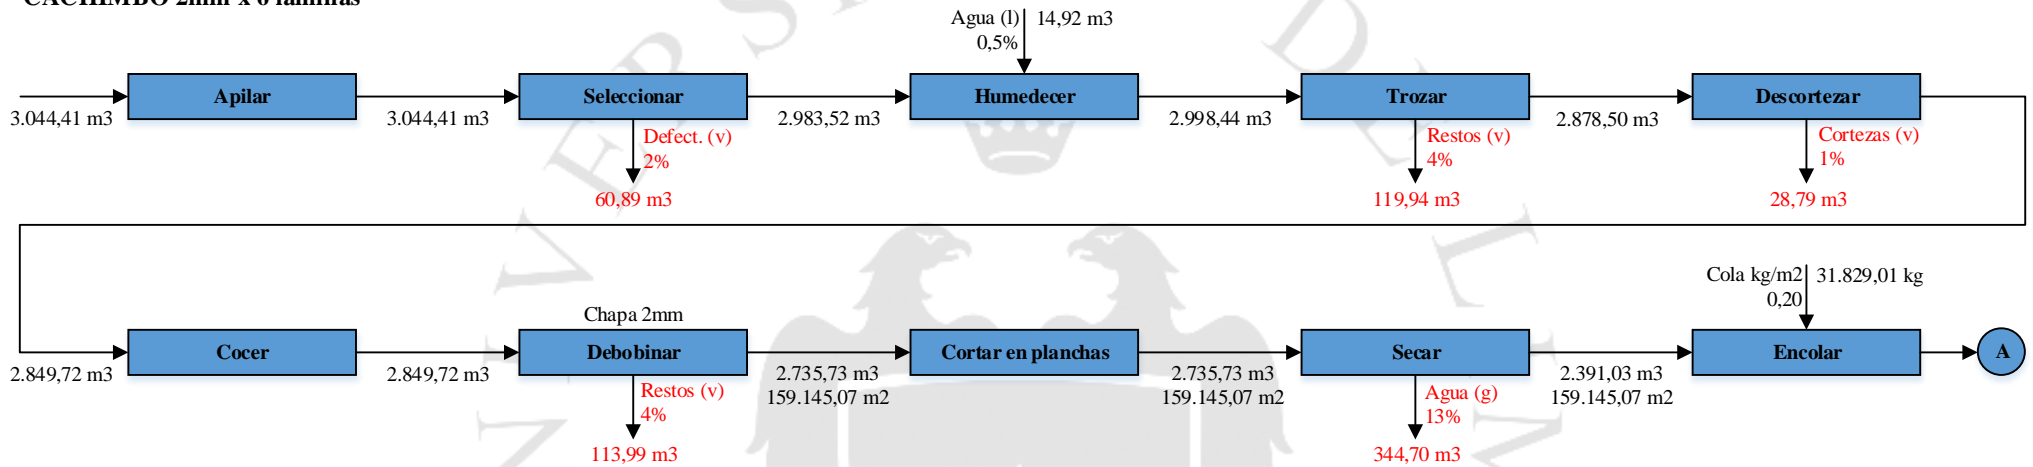 CACHIMBO 2mm x 6 láminas
Agua (l) 14,92 m3
0,5%
Apilar
Seleccionar
Humedecer
Trozar
Descortezar
3.044,41 m3
3.044,41 m3
2.983,52 m3
2.998,44 m3
2.878,50 m3
Defect. (v)
2%
60,89 m3
Restos (v)
4%
119,94 m3
Cortezas (v)
1%
28,79 m3
Cola kg/m2 31.829,01 kg
0,20
Chapa 2mm
Cocer
Debobinar
Cortar en planchas
Secar
Encolar
A
2.849,72 m3
2.849,72 m3
2.735,73 m3
159.145,07 m2
2.735,73 m3
159.145,07 m2
2.391,03 m3
159.145,07 m2
Restos (v)
4%
113,99 m3
Agua (g)
13%
344,70 m3